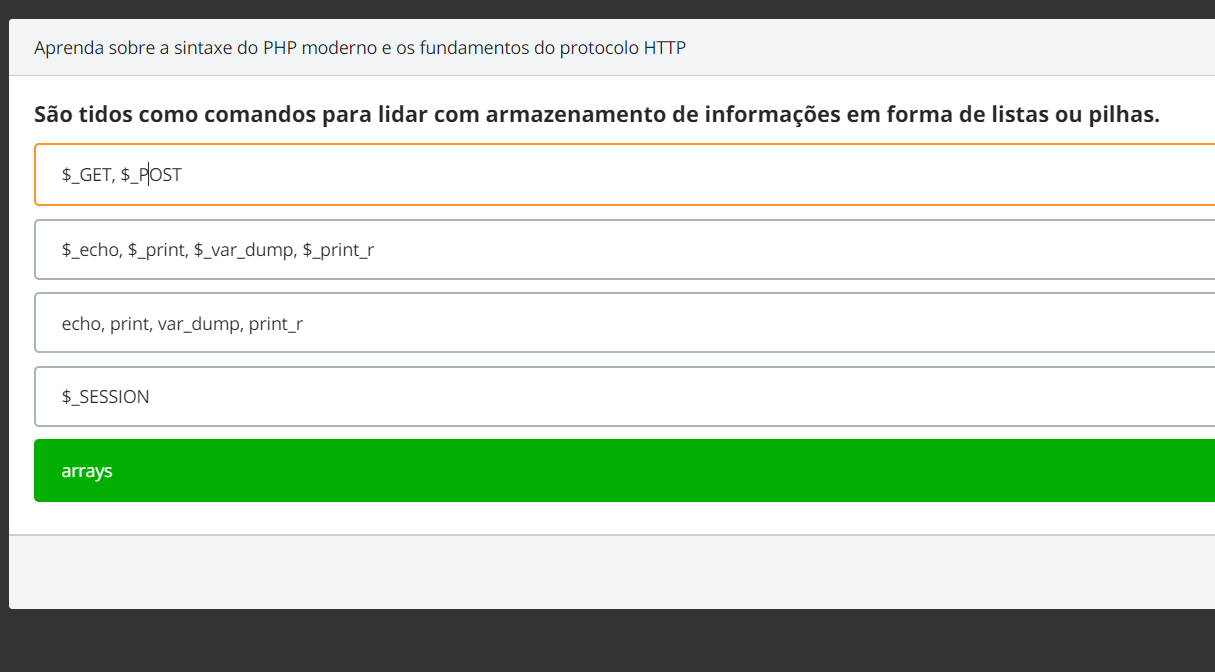 Aprenda sobre a sintaxe do PHP moderno e os fundamentos do protocolo HTTP
São tidos como comandos para lidar com armazenamento de informações em forma de listas ou pilhas.
$_GET, $_POST
$_echo, $_print, $_var_dump, $_print_r
echo, print, var_dump, print_r
$_SESSION
arrays